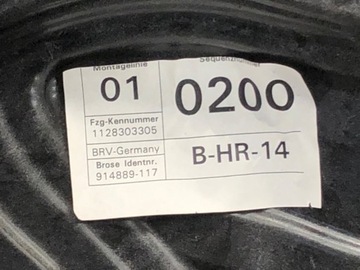 Montagelinie
Sequenznummer
01
0200
Fzg-Kennummer
1128303305
BRV-Germany
B-HR-14
Brose Identnr.
914889-117